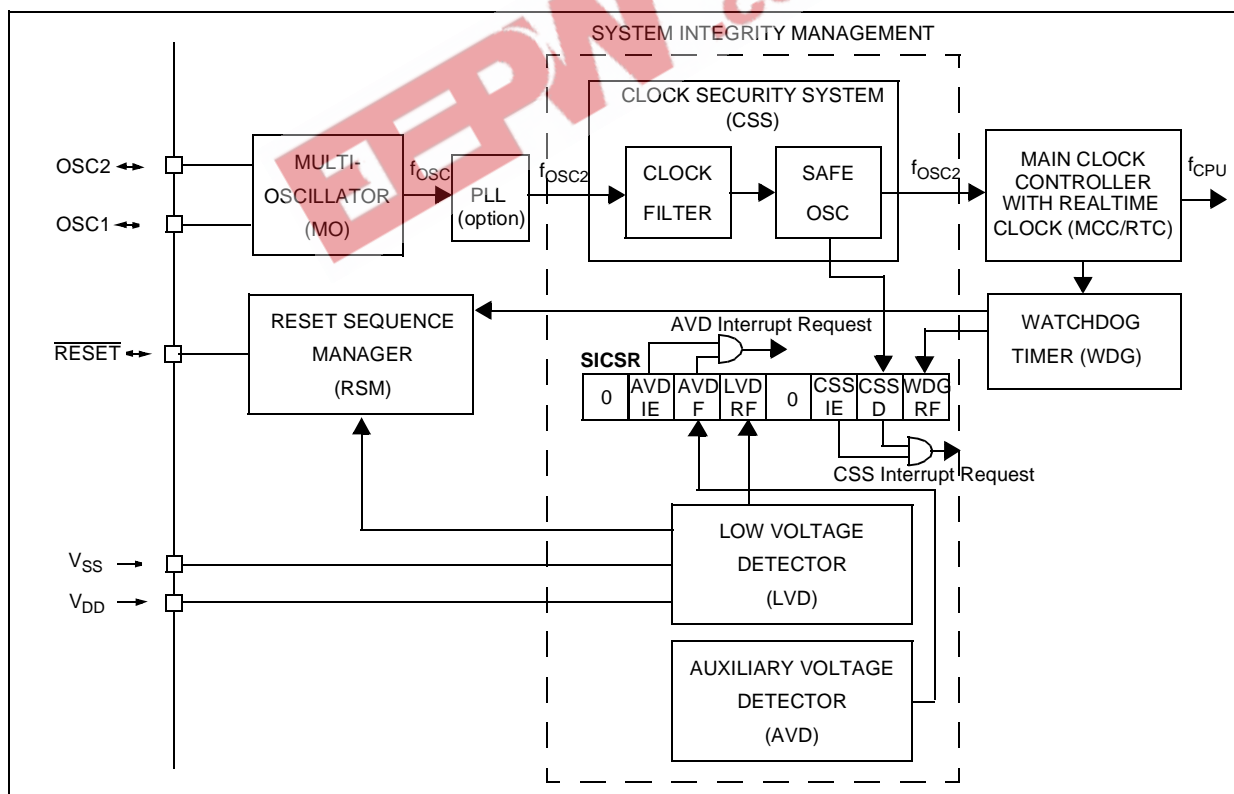 SYSTEM INTEGRITY MANAGEMENT
CLOCK SECURITY SYSTEM
(CSS)
OSC2
OSC1
MULTI-
OSCILLATOR
(MO)
fOSC
PLL
(option)
fOSC2
CLOCK
FILTER
SAFE
OSC
fOSC2
MAIN CLOCK
CONTROLLER
WITH REALTIME
CLOCK (MCC/RTC)
fCPU
RESET
RESET SEQUENCE
MANAGER
(RSM)
AVD Interrupt Request
WATCHDOG
TIMER (WDG)
SICSR
0
AVD
IE
AVD
F
LVD
RF
0
CSS
IE
CSS
D
WDG
RF
CSS Interrupt Request
VSS
VDD
LOW VOLTAGE
DETECTOR
(LVD)
AUXILIARY VOLTAGE
DETECTOR
(AVD)
EEPW